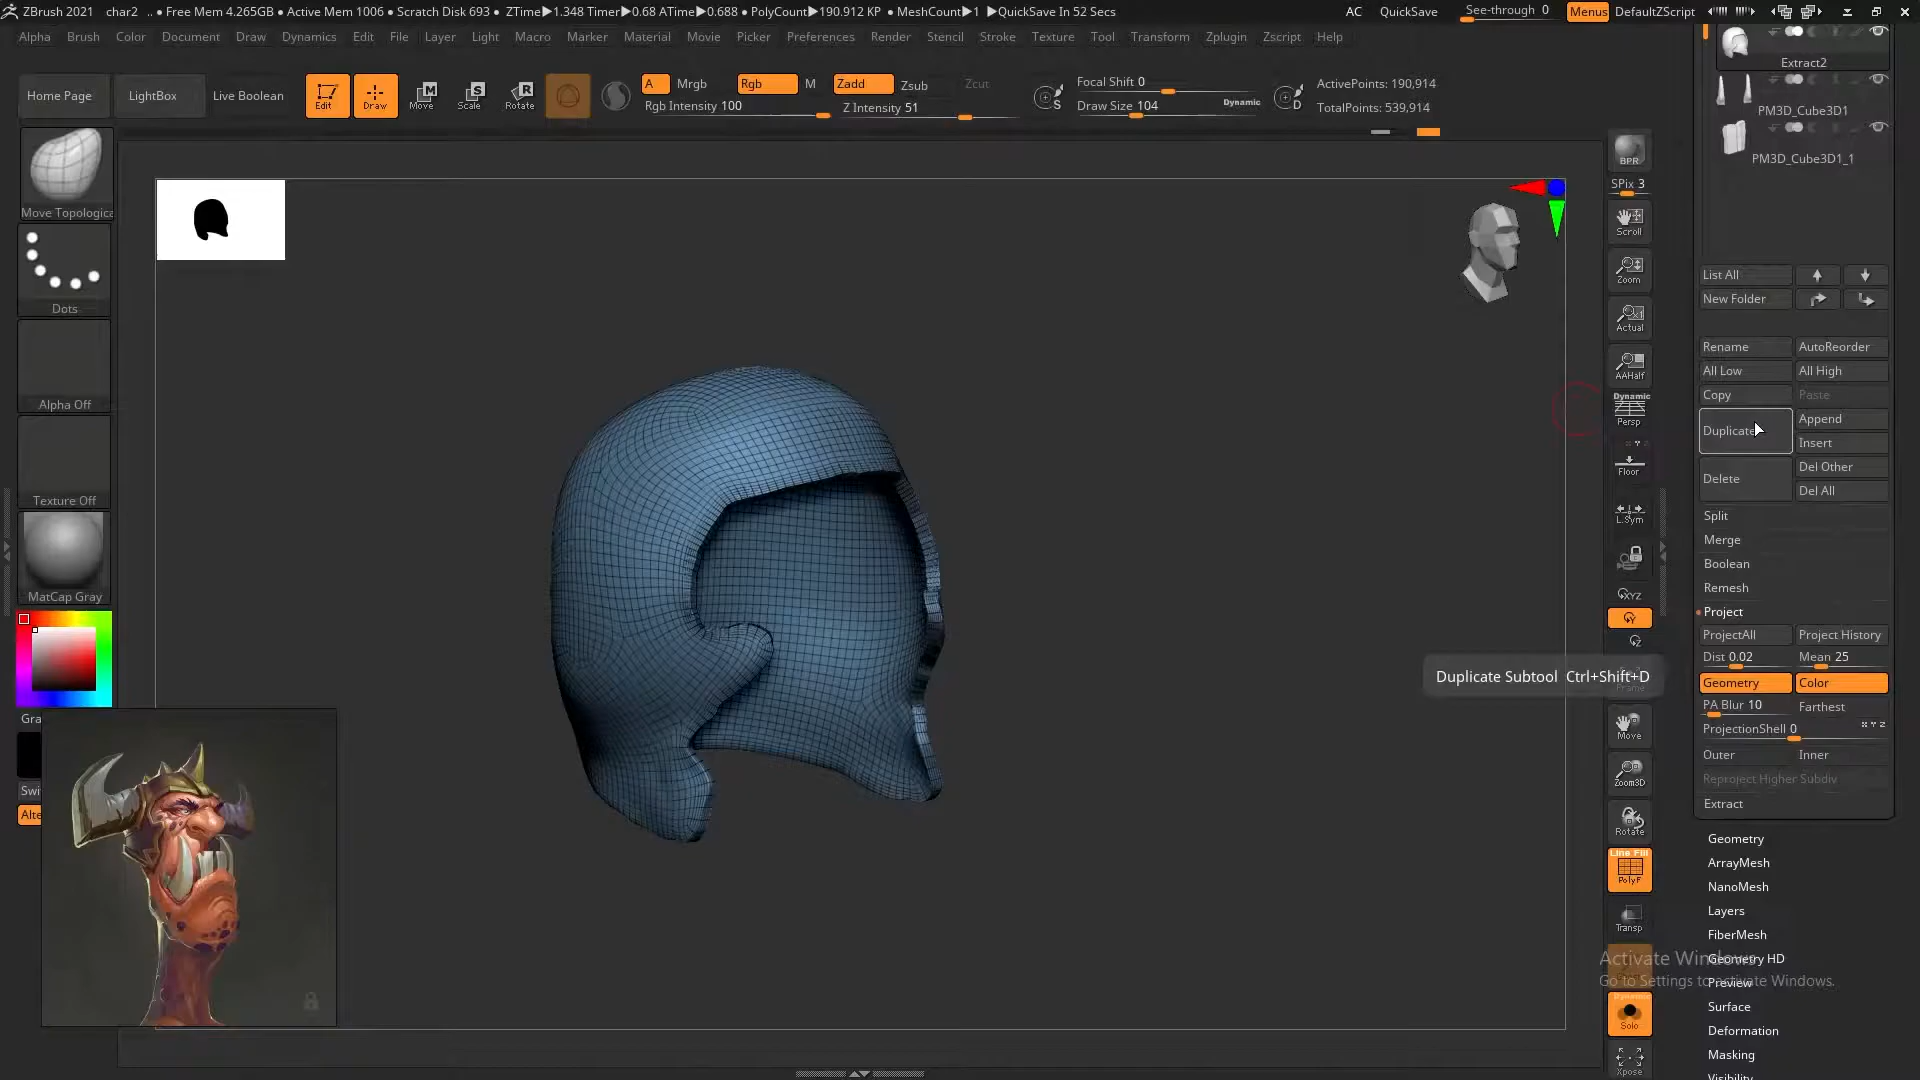 ZBrush 2021 char2 .. • Free Mem 4.265GB • Active Mem 1006 • Scratch Disk 693 • ZTime▶1.348 Timer▶0.68 ATime▶0.688 • PolyCount▶190.912 KP • MeshCount▶1 ▶QuickSave In 52 Secs AC QuickSave See-through 0 Menus DefaultZScript
Alpha Brush Color Document Draw Dynamics Edit File Layer Light Macro Marker Material Movie Picker Preferences Render Stencil Stroke Texture Tool Transform Zplugin Zscript Help
Home Page LightBox Live Boolean Edit Draw Move Scale Rotate
A Mrgb Rgb M Zadd Zsub Zcut
Rgb Intensity 100 Z Intensity 51
Focal Shift 0
Draw Size 104 Dynamic
ActivePoints: 190,914
TotalPoints: 539,914
Move Topologica
Dots
Alpha Off
Texture Off
MatCap Gray
Gra
Swi
Alte
BPR
SPix 3
Scroll
Zoom
Actual
AAHalf
Dynamic
Persp
Floor
L.Sym
XYZ
Y
Z
Frame
Move
Zoom3D
Rotate
Line Fill
PolyF
Transp
Dynamic
Solo
Xpose
Extract2
PM3D_Cube3D1
PM3D_Cube3D1_1
List All
New Folder
Rename AutoReorder
All Low All High
Copy Paste
Duplicate Append
Insert
Delete Del Other
Del All
Split
Merge
Boolean
Remesh
Project
ProjectAll Project History
Dist 0.02 Mean 25
Geometry Color
PA Blur 10 Farthest
ProjectionShell 0 X Y Z
Outer Inner
Reproject Higher Subdiv
Extract
Geometry
ArrayMesh
NanoMesh
Layers
FiberMesh
Geometry HD
Preview
Surface
Deformation
Masking
Visibility
Duplicate Subtool Ctrl+Shift+D
Activate Windows
Go to Settings to activate Windows.